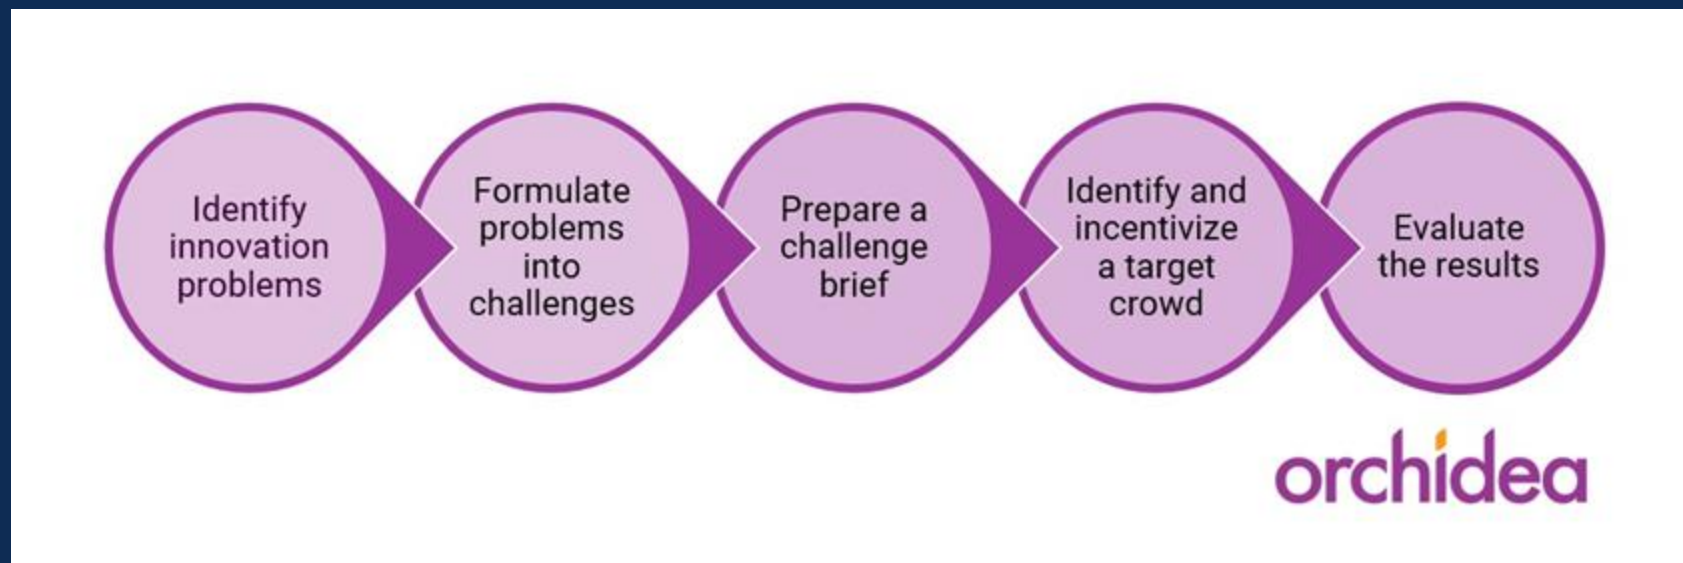 Identify
innovation
problems
Formulate
problems
into
challenges
Prepare a
challenge
brief
Identify and
incentivize
a target
crowd
Evaluate
the results
orchidea